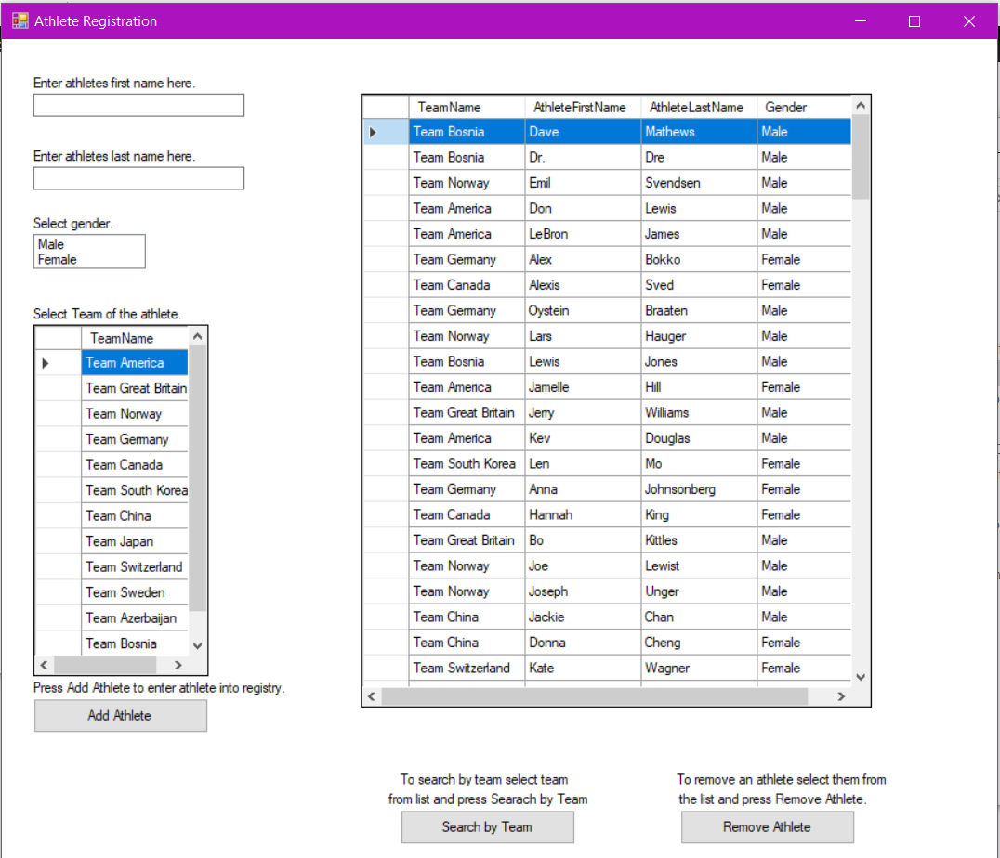 Athlete Registration
Enter athletes first name here.
Enter athletes last name here.
Select gender.
Male
Female
Select Team of the athlete.
TeamName
Team America
Team Great Britain
Team Norway
Team Germany
Team Canada
Team South Korea
Team China
Team Japan
Team Switzerland
Team Sweden
Team Azerbaijan
Team Bosnia
Press Add Athlete to enter athlete into registry.
Add Athlete
TeamName AthleteFirstName AthleteLastName Gender
Team Bosnia Dave Mathews Male
Team Bosnia Dr. Dre Male
Team Norway Emil Svendsen Male
Team America Don Lewis Male
Team America LeBron James Male
Team Germany Alex Bokko Female
Team Canada Alexis Sved Female
Team Germany Oystein Braaten Male
Team Norway Lars Hauger Male
Team Bosnia Lewis Jones Male
Team America Jamelle Hill Female
Team Great Britain Jerry Williams Male
Team America Kev Douglas Male
Team South Korea Len Mo Female
Team Germany Anna Johnsonberg Female
Team Canada Hannah King Female
Team Great Britain Bo Kittles Male
Team Norway Joe Lewist Male
Team Norway Joseph Unger Male
Team China Jackie Chan Male
Team China Donna Cheng Female
Team Switzerland Kate Wagner Female
To search by team select team
from list and press Searach by Team
Search by Team
To remove an athlete select them from
the list and press Remove Athlete.
Remove Athlete